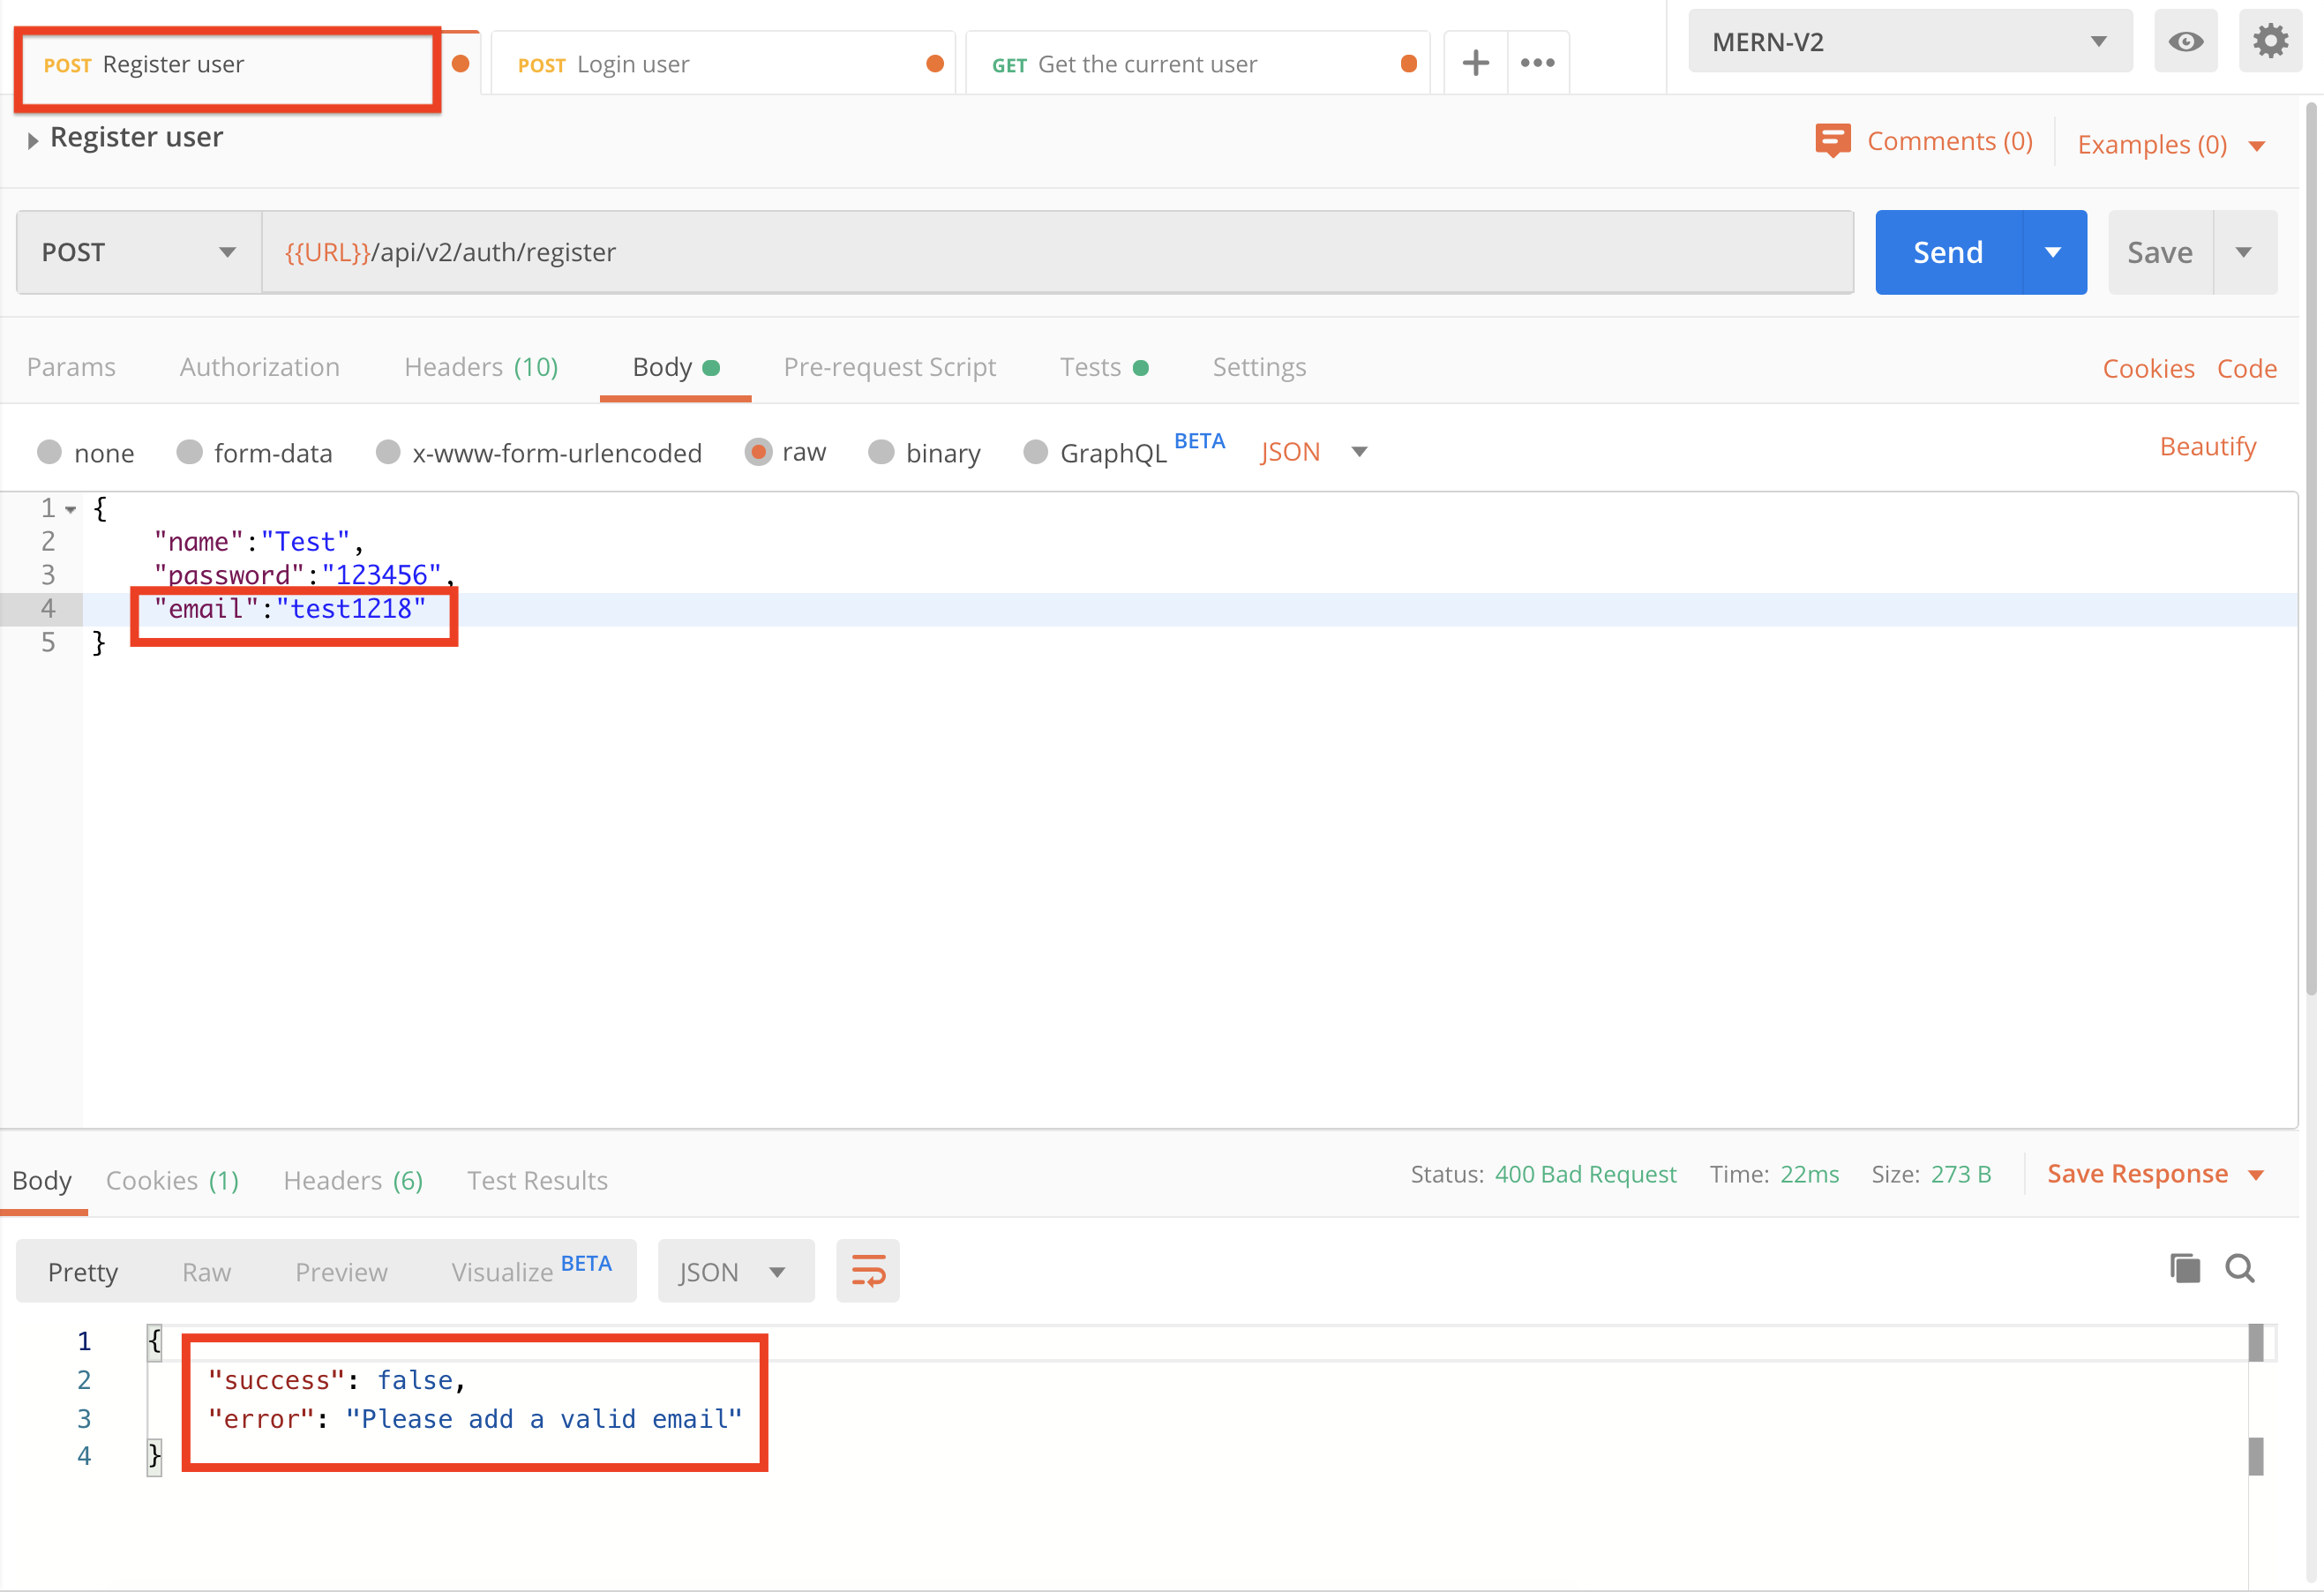 POST Register user
POST Login user
GET Get the current user
MERN-V2
Register user
Comments (0)
Examples (0)
POST
{{URL}}/api/v2/auth/register
Send
Save
Params
Authorization
Headers (10)
Body
Pre-request Script
Tests
Settings
Cookies
Code
none
form-data
x-www-form-urlencoded
raw
binary
GraphQL BETA
JSON
Beautify
1 {
2 "name":"Test",
3 "password":"123456",
4 "email":"test1218"
5 }
Body
Cookies (1)
Headers (6)
Test Results
Status: 400 Bad Request
Time: 22ms
Size: 273 B
Save Response
Pretty
Raw
Preview
Visualize BETA
JSON
1 {
2 "success": false,
3 "error": "Please add a valid email"
4 }